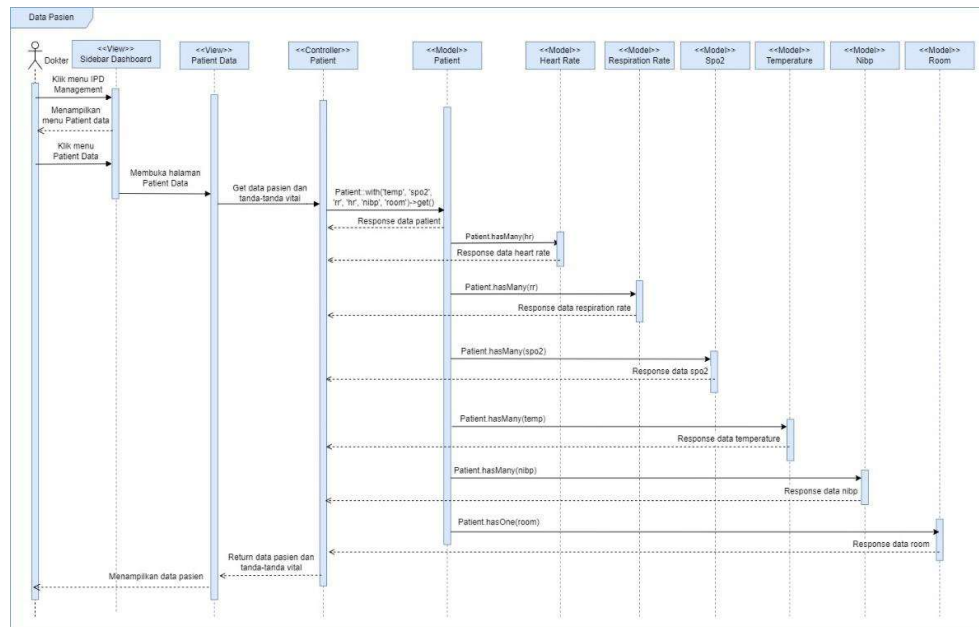 Data Pasien
Dokter
<<View>>
Sidebar Dashboard
<<View>>
Patient Data
<<Controller>>
Patient
<<Model>>
Patient
<<Model>>
Heart Rate
<<Model>>
Respiration Rate
<<Model>>
Spo2
<<Model>>
Temperature
<<Model>>
Nibp
<<Model>>
Room
Klik menu IPD
Management
Menampilkan
menu Patient data
Klik menu
Patient Data
Membuka halaman
Patient Data
Get data pasien dan
tanda-tanda vital
Patient::with('temp', 'spo2',
'rr', 'hr', 'nibp', 'room')->get()
Response data patient
Patient.hasMany(hr)
Response data heart rate
Patient.hasMany(rr)
Response data respiration rate
Patient.hasMany(spo2)
Response data spo2
Patient.hasMany(temp)
Response data temperature
Patient.hasMany(nibp)
Response data nibp
Patient.hasOne(room)
Response data room
Return data pasien dan
tanda-tanda vital
Menampilkan data pasien